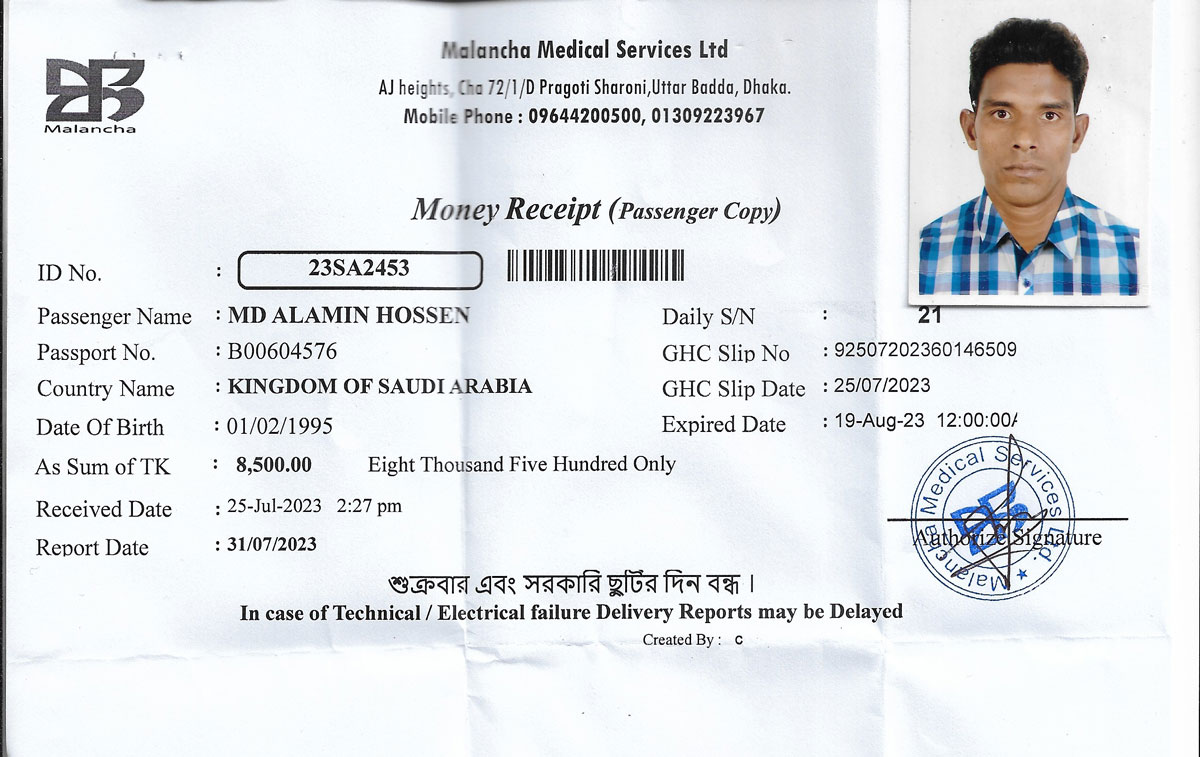 Malancha
Malancha Medical Services Ltd
AJ heights, Cha 72/1/D Pragoti Sharoni,Uttar Badda, Dhaka.
Mobile Phone : 09644200500, 01309223967
Money Receipt (Passenger Copy)
ID No. : 23SA2453
Passenger Name : MD ALAMIN HOSSEN Daily S/N : 21
Passport No. : B00604576 GHC Slip No : 92507202360146509
Country Name : KINGDOM OF SAUDI ARABIA GHC Slip Date : 25/07/2023
Date Of Birth : 01/02/1995 Expired Date : 19-Aug-23 12:00:00A
As Sum of TK : 8,500.00 Eight Thousand Five Hundred Only
Received Date : 25-Jul-2023 2:27 pm
Report Date : 31/07/2023
Malancha Medical Services Ltd.
Authorize Signature
শুক্রবার এবং সরকারি ছুটির দিন বন্ধ।
In case of Technical / Electrical failure Delivery Reports may be Delayed
Created By : C